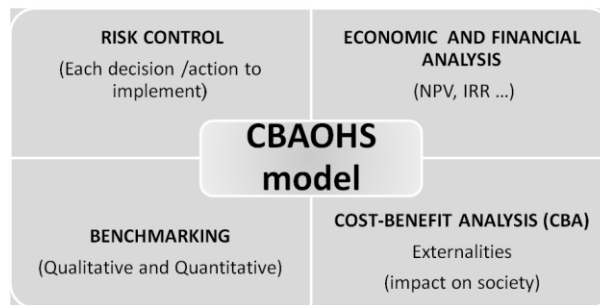 RISK CONTROL
(Each decision /action to
implement)
ECONOMIC AND FINANCIAL
ANALYSIS
(NPV, IRR ...)
CBAOHS
model
BENCHMARKING
(Qualitative and Quantitative)
COST-BENEFIT ANALYSIS (CBA)
Externalities
(impact on society)